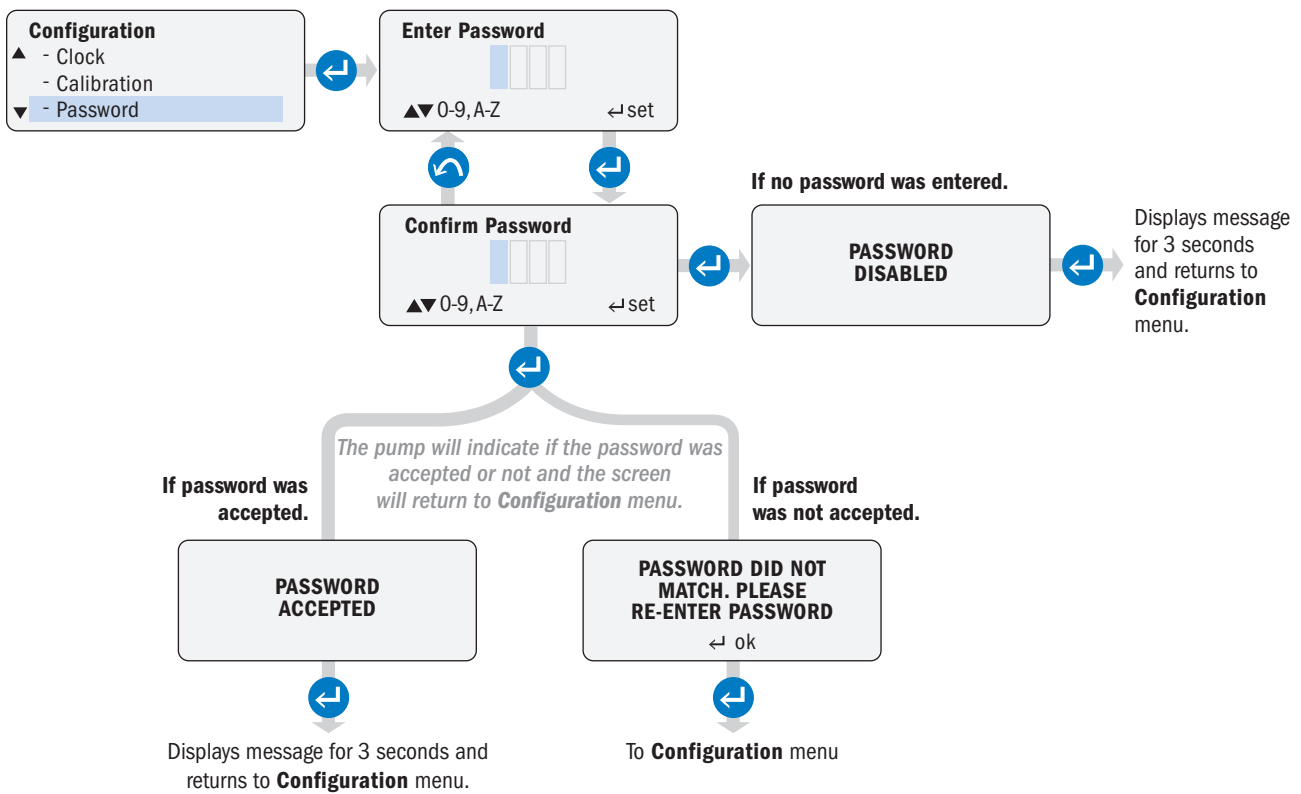 Configuration
- Clock
- Calibration
- Password
Enter Password
0-9, A-Z
set
Confirm Password
0-9, A-Z
set
If no password was entered.
PASSWORD
DISABLED
Displays message
for 3 seconds
and returns to
Configuration
menu.
The pump will indicate if the password was
accepted or not and the screen
will return to Configuration menu.
If password was
accepted.
PASSWORD
ACCEPTED
Displays message for 3 seconds and
returns to Configuration menu.
If password
was not accepted.
PASSWORD DID NOT
MATCH. PLEASE
RE-ENTER PASSWORD
ok
To Configuration menu